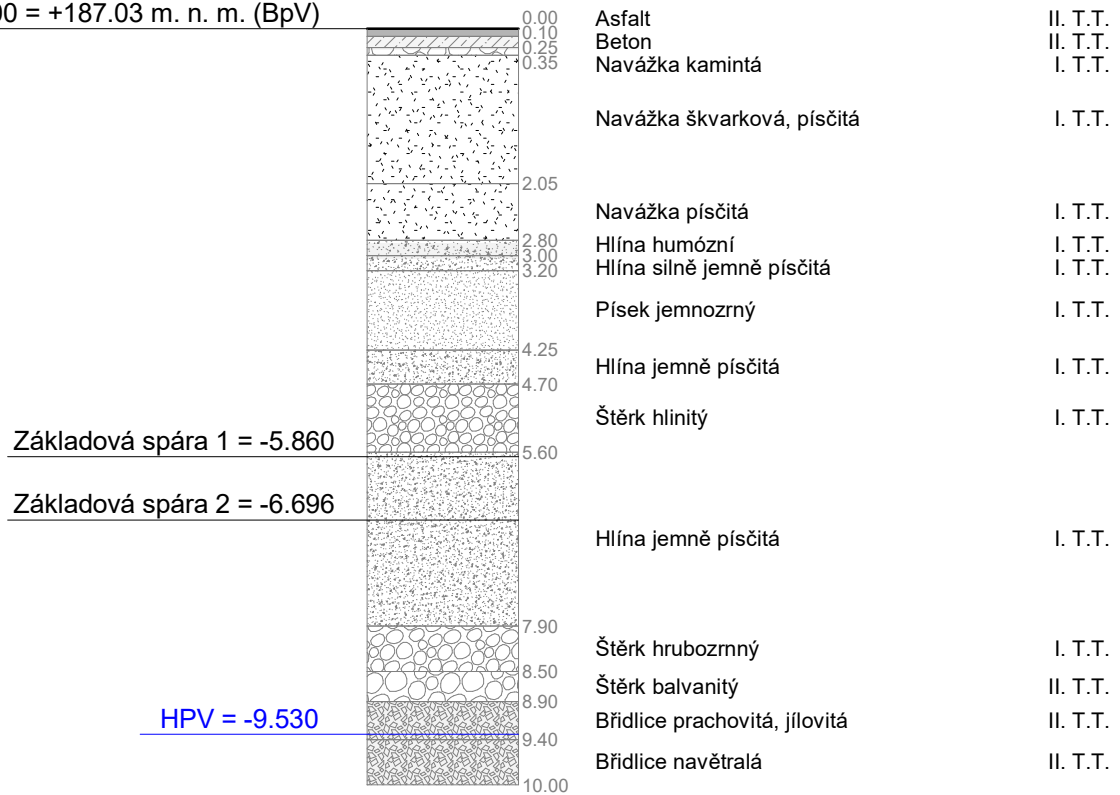 00 = +187.03 m. n. m. (BpV)
0.00
Asfalt II. T.T.
0.10
Beton II. T.T.
0.25
Navážka kamintá I. T.T.
0.35
Navážka škvarková, písčitá I. T.T.
2.05
Navážka písčitá I. T.T.
2.80
Hlína humózní I. T.T.
3.00
Hlína silně jemně písčitá I. T.T.
3.20
Písek jemnozrný I. T.T.
4.25
Hlína jemně písčitá I. T.T.
4.70
Štěrk hlinitý I. T.T.
Základová spára 1 = -5.860
5.60
Základová spára 2 = -6.696
Hlína jemně písčitá I. T.T.
7.90
Štěrk hrubozrnný I. T.T.
8.50
Štěrk balvanitý II. T.T.
8.90
HPV = -9.530
Břidlice prachovitá, jílovitá II. T.T.
9.40
Břidlice navětralá II. T.T.
10.00